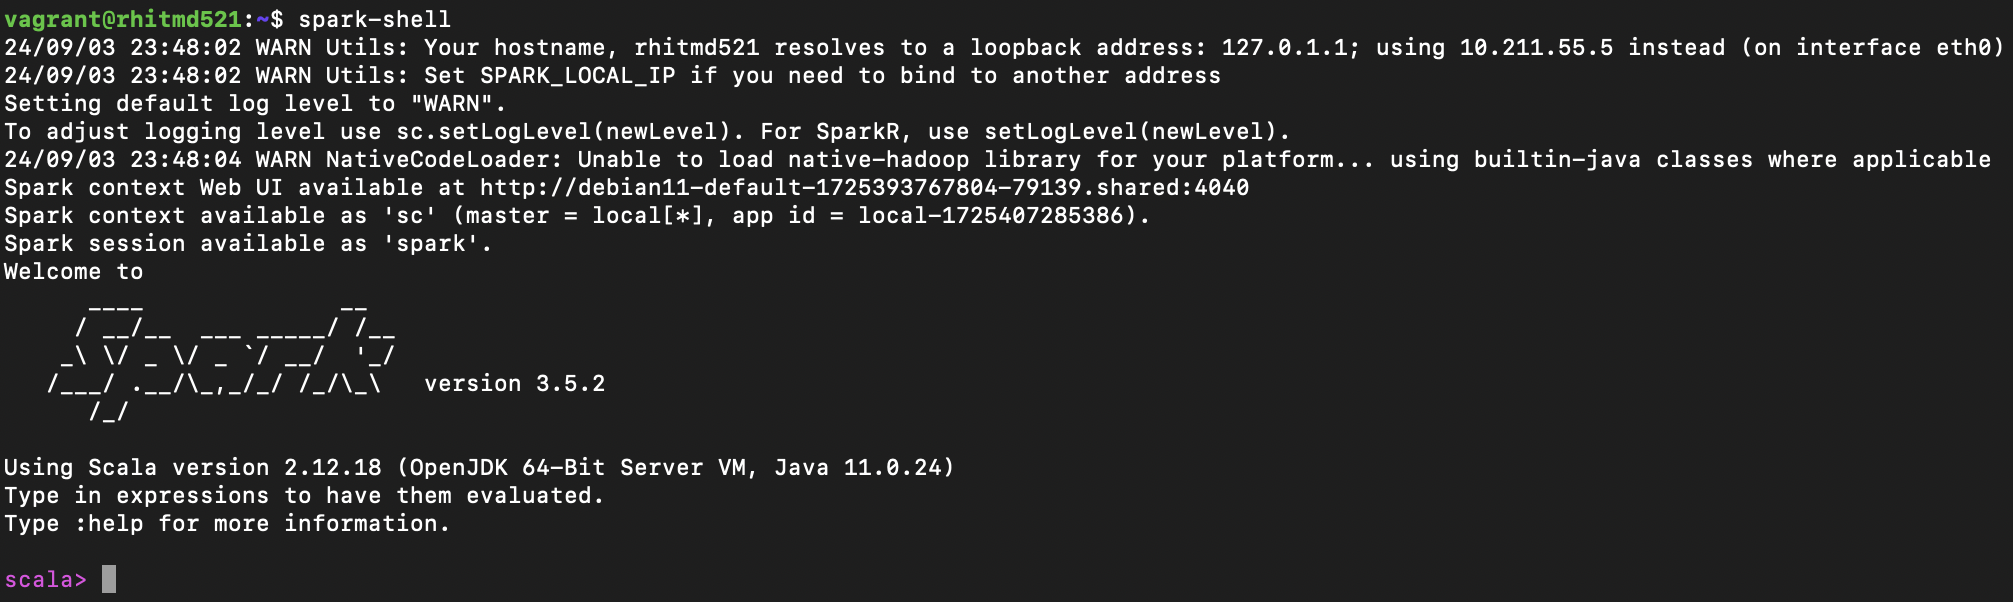 vagrant@rhitmd521:~$ spark-shell
24/09/03 23:48:02 WARN Utils: Your hostname, rhitmd521 resolves to a loopback address: 127.0.1.1; using 10.211.55.5 instead (on interface eth0)
24/09/03 23:48:02 WARN Utils: Set SPARK_LOCAL_IP if you need to bind to another address
Setting default log level to "WARN".
To adjust logging level use sc.setLogLevel(newLevel). For SparkR, use setLogLevel(newLevel).
24/09/03 23:48:04 WARN NativeCodeLoader: Unable to load native-hadoop library for your platform... using builtin-java classes where applicable
Spark context Web UI available at http://debian11-default-1725393767804-79139.shared:4040
Spark context available as 'sc' (master = local[*], app id = local-1725407285386).
Spark session available as 'spark'.
Welcome to
      ____              __
     / __/__  ___ _____/ /__
    _\ \/ _ \/ _ `/ __/  '_/
   /___/ .__/\_,_/_/ /_/\_\   version 3.5.2
      /_/
Using Scala version 2.12.18 (OpenJDK 64-Bit Server VM, Java 11.0.24)
Type in expressions to have them evaluated.
Type :help for more information.
scala>